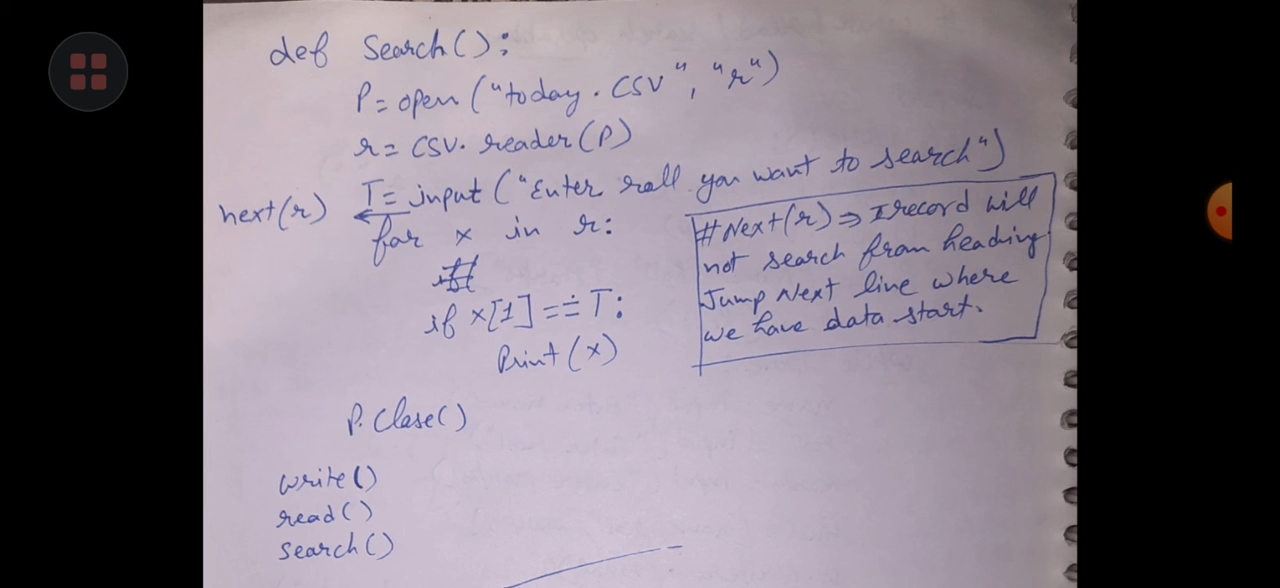 def Search():
P = open("today.CSV", "r")
r = CSV.reader(P)
T = input("Enter roll you want to search")
next(r)
for x in r:
if x[1] == T:
Print(x)
P.Close()
write()
read()
Search()
#Next(r) ⇒ I record will
not search from heading
Jump Next line where
we have data start.